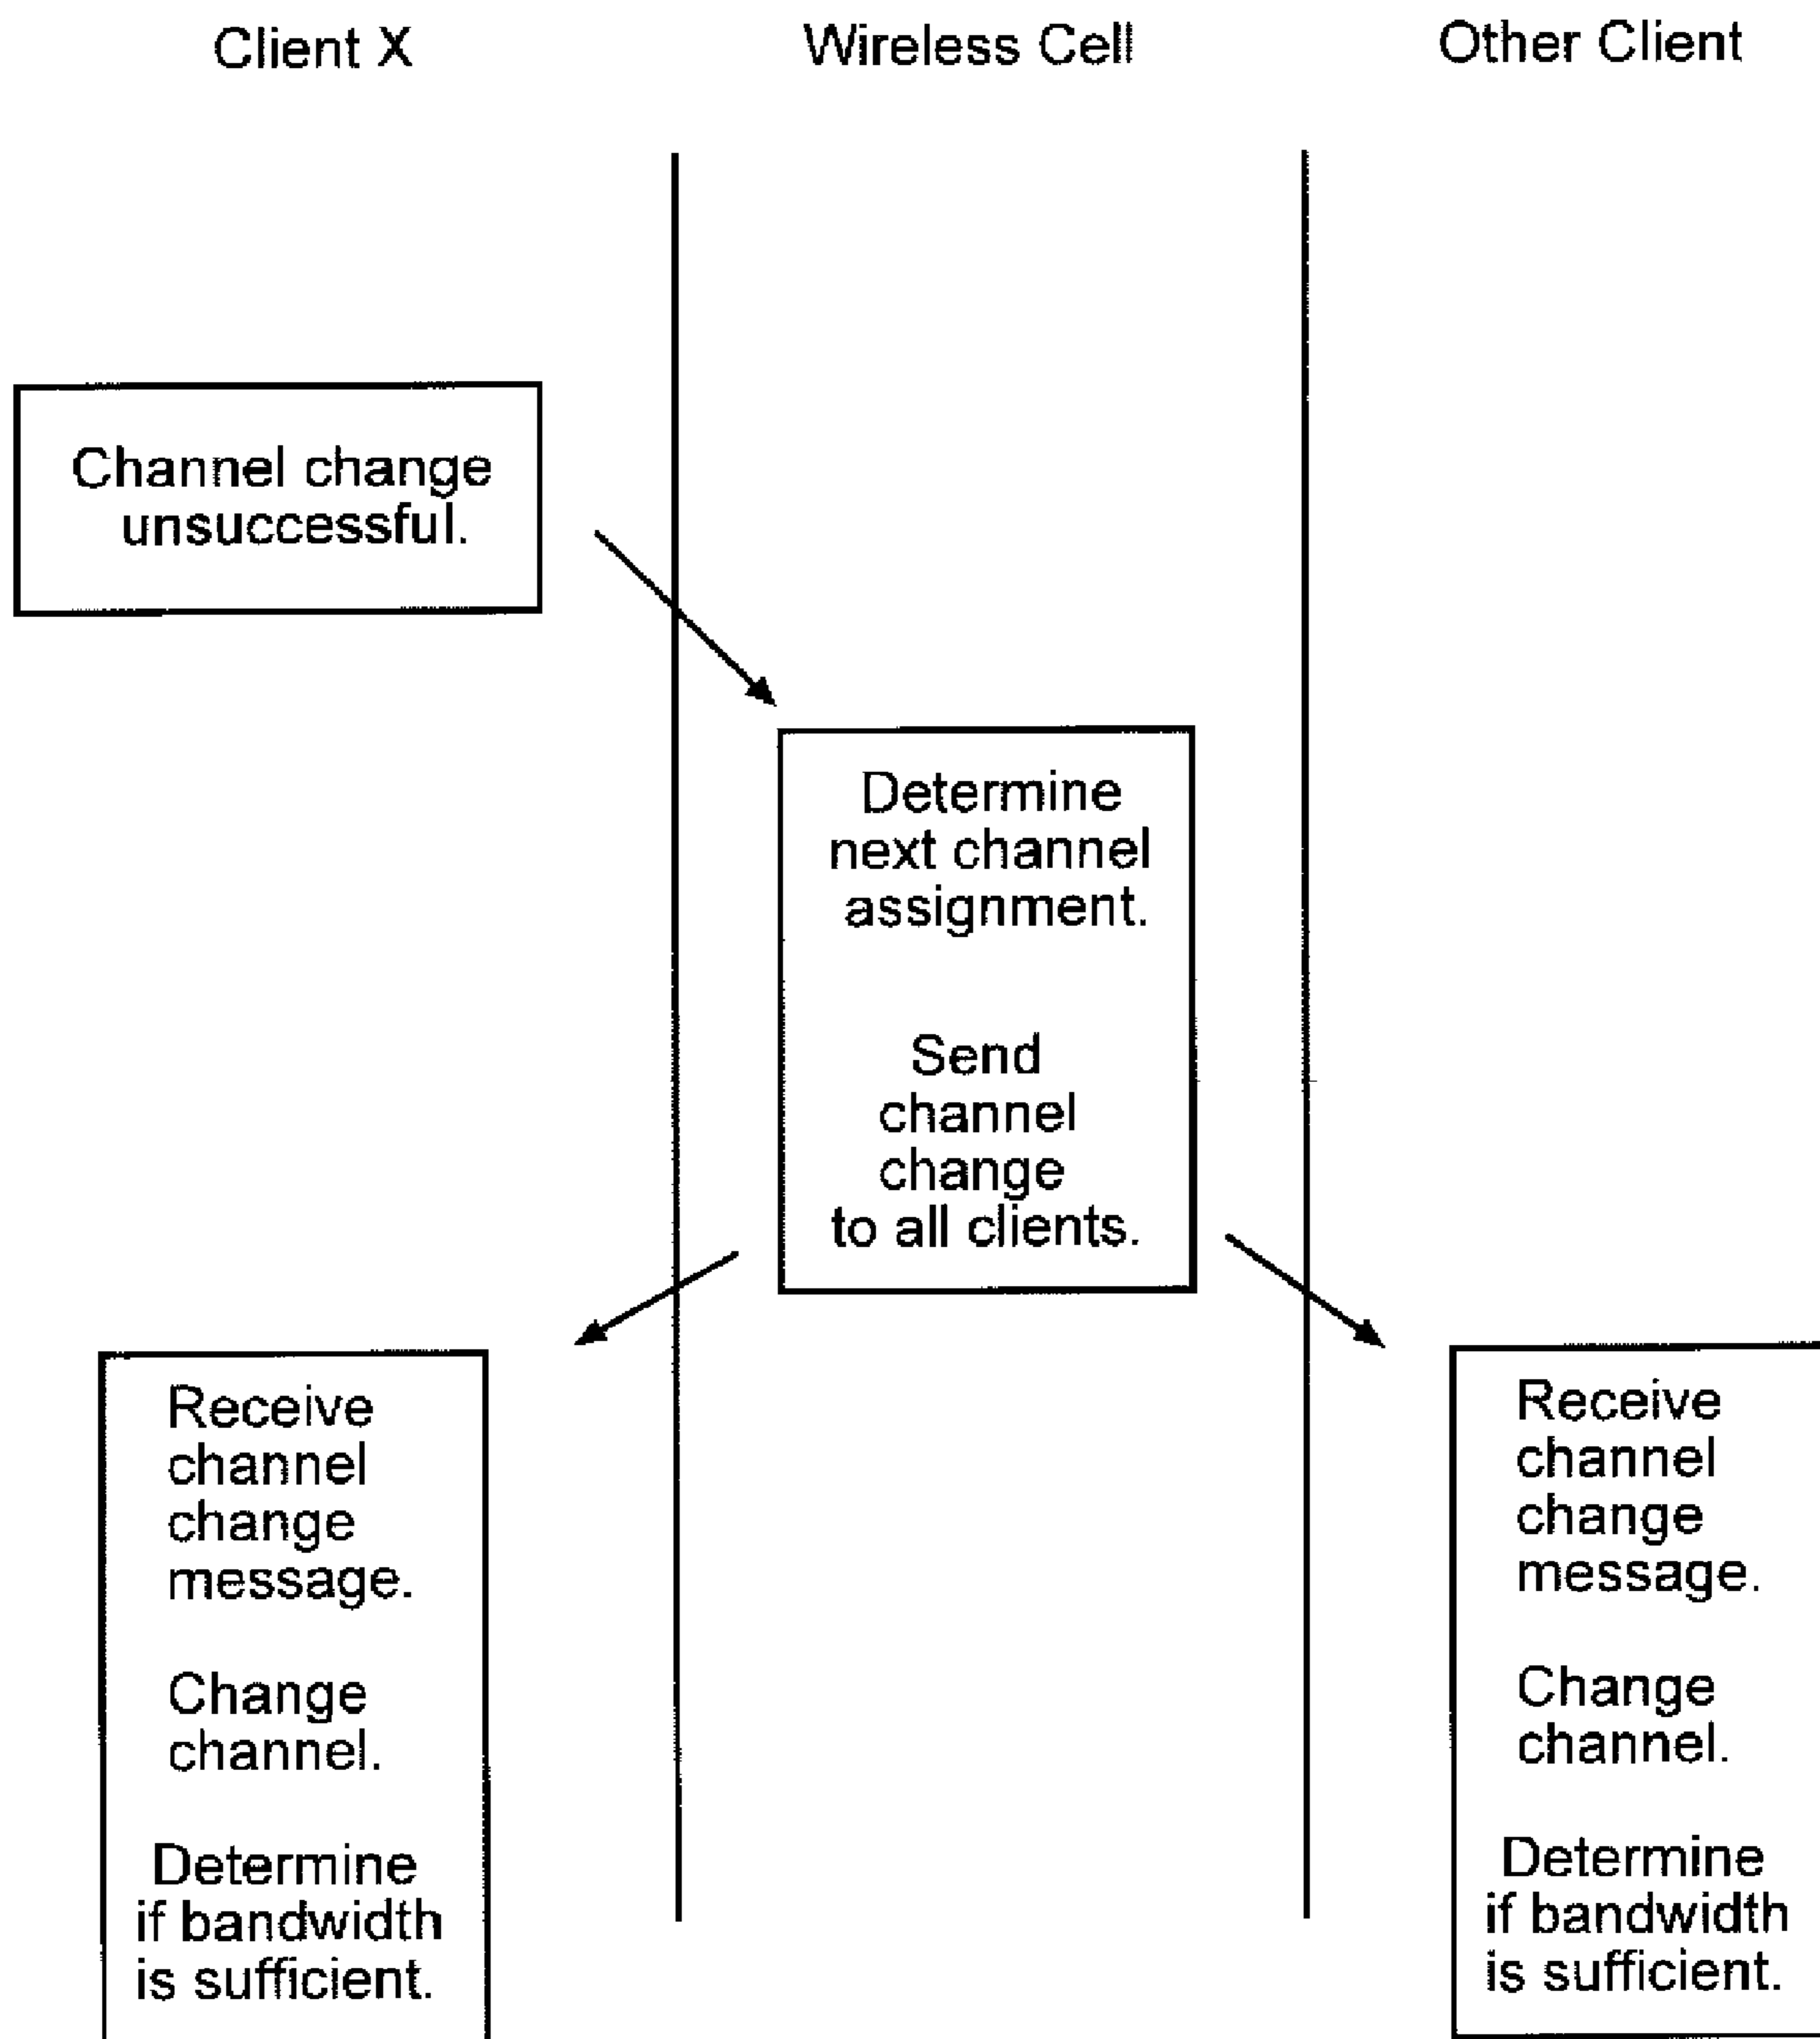 Client X
Wireless Cell
Other Client
Channel change
unsuccessful.
Determine
next channel
assignment.
Send
channel
change
to all clients.
Receive
channel
change
message.
Change
channel.
Determine
if bandwidth
is sufficient.
Receive
channel
change
message.
Change
channel.
Determine
if bandwidth
is sufficient.